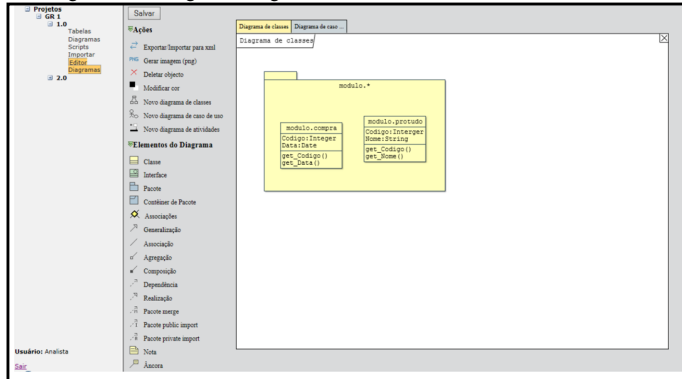 Projetos
GR 1
1.0
Tabelas
Diagramas
Scripts
Importar
Editor
Diagramas
2.0
Usuário: Analista
Sair
Salvar
Ações
Exportar/Importar para xml
PNG Gerar imagem (png)
Deletar objecto
Modificar cor
Novo diagrama de classes
Novo diagrama de caso de uso
Novo diagrama de atividades
Elementos do Diagrama
Classe
Interface
Pacote
Contêiner de Pacote
Associações
Generalização
Associação
Agregação
Composição
Dependência
Realização
Pacote merge
Pacote public import
Pacote private import
Nota
Âncora
Diagrama de classes Diagrama de caso ...
Diagrama de classes
modulo.*
modulo.compra
Codigo:Integer
Data:Date
get_Codigo()
get_Data()
modulo.protudo
Codigo:Interger
Nome:String
get_Codigo()
get_Nome()